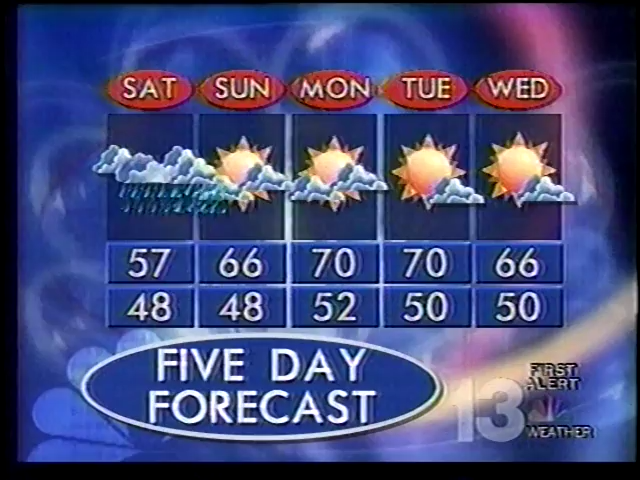 SAT SUN MON TUE WED
57 66 70 70 66
48 48 52 50 50
FIVE DAY
FORECAST
13
FIRST
ALERT
WEATHER